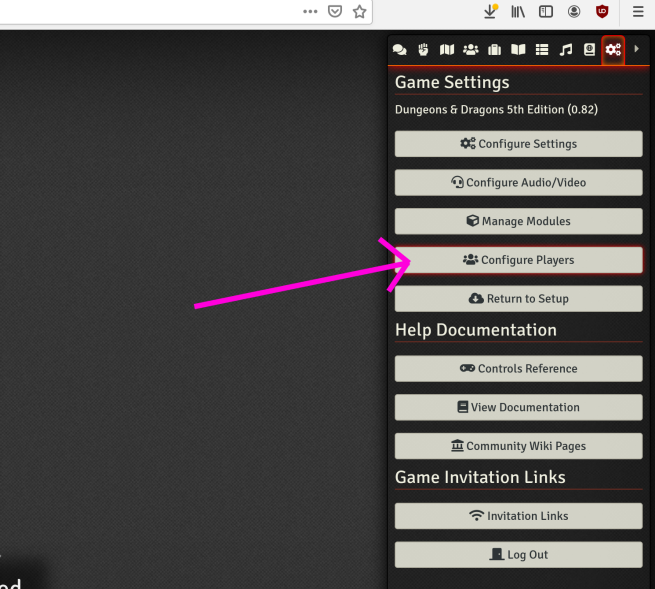 Game Settings
Dungeons & Dragons 5th Edition (0.82)
Configure Settings
Configure Audio/Video
Manage Modules
Configure Players
Return to Setup
Help Documentation
Controls Reference
View Documentation
Community Wiki Pages
Game Invitation Links
Invitation Links
Log Out